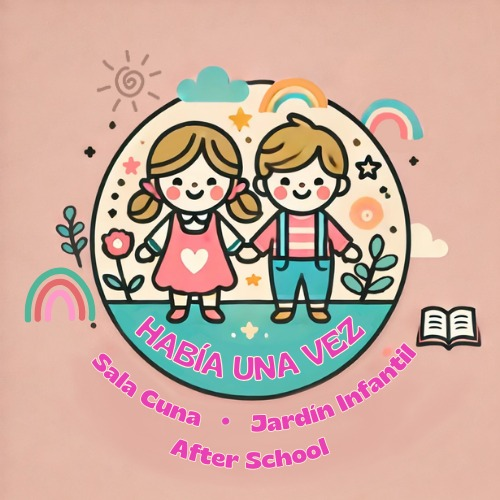 HABÍA UNA VEZ
Sala Cuna • Jardín Infantil
After School